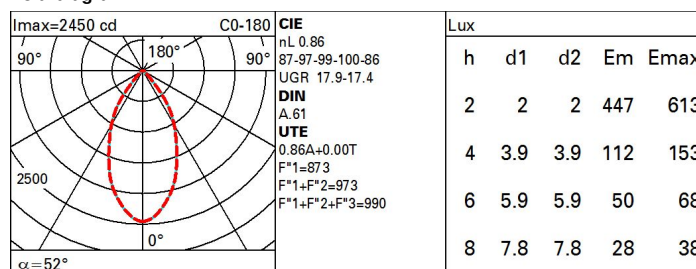 Imax=2450 cd C0-180
90° 180° 90°
2500
0°
α=52°
CIE
nL 0.86
87-97-99-100-86
UGR 17.9-17.4
DIN
A.61
UTE
0.86A+0.00T
F"1=873
F"1+F"2=973
F"1+F"2+F"3=990
Lux
h d1 d2 Em Emax
2 2 2 447 613
4 3.9 3.9 112 153
6 5.9 5.9 50 68
8 7.8 7.8 28 38